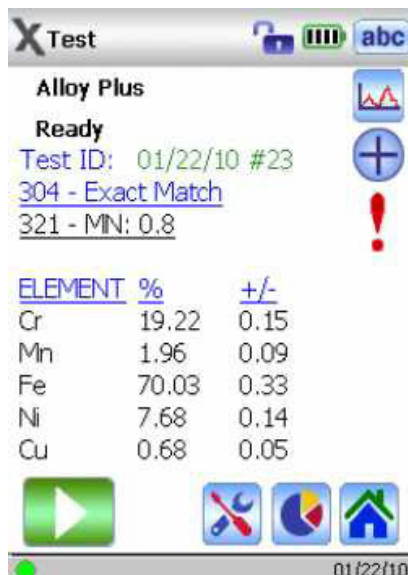 X Test abc
Alloy Plus
Ready
Test ID: 01/22/10 #23
304 - Exact Match
321 - MN: 0.8
ELEMENT % +/-
Cr 19.22 0.15
Mn 1.96 0.09
Fe 70.03 0.33
Ni 7.68 0.14
Cu 0.68 0.05
01/22/10